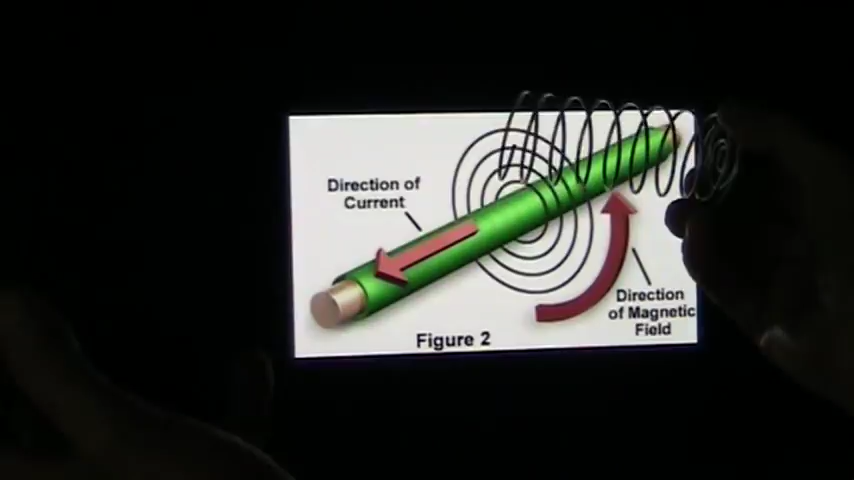 Direction of
Current
Direction
of Magnetic
Field
Figure 2